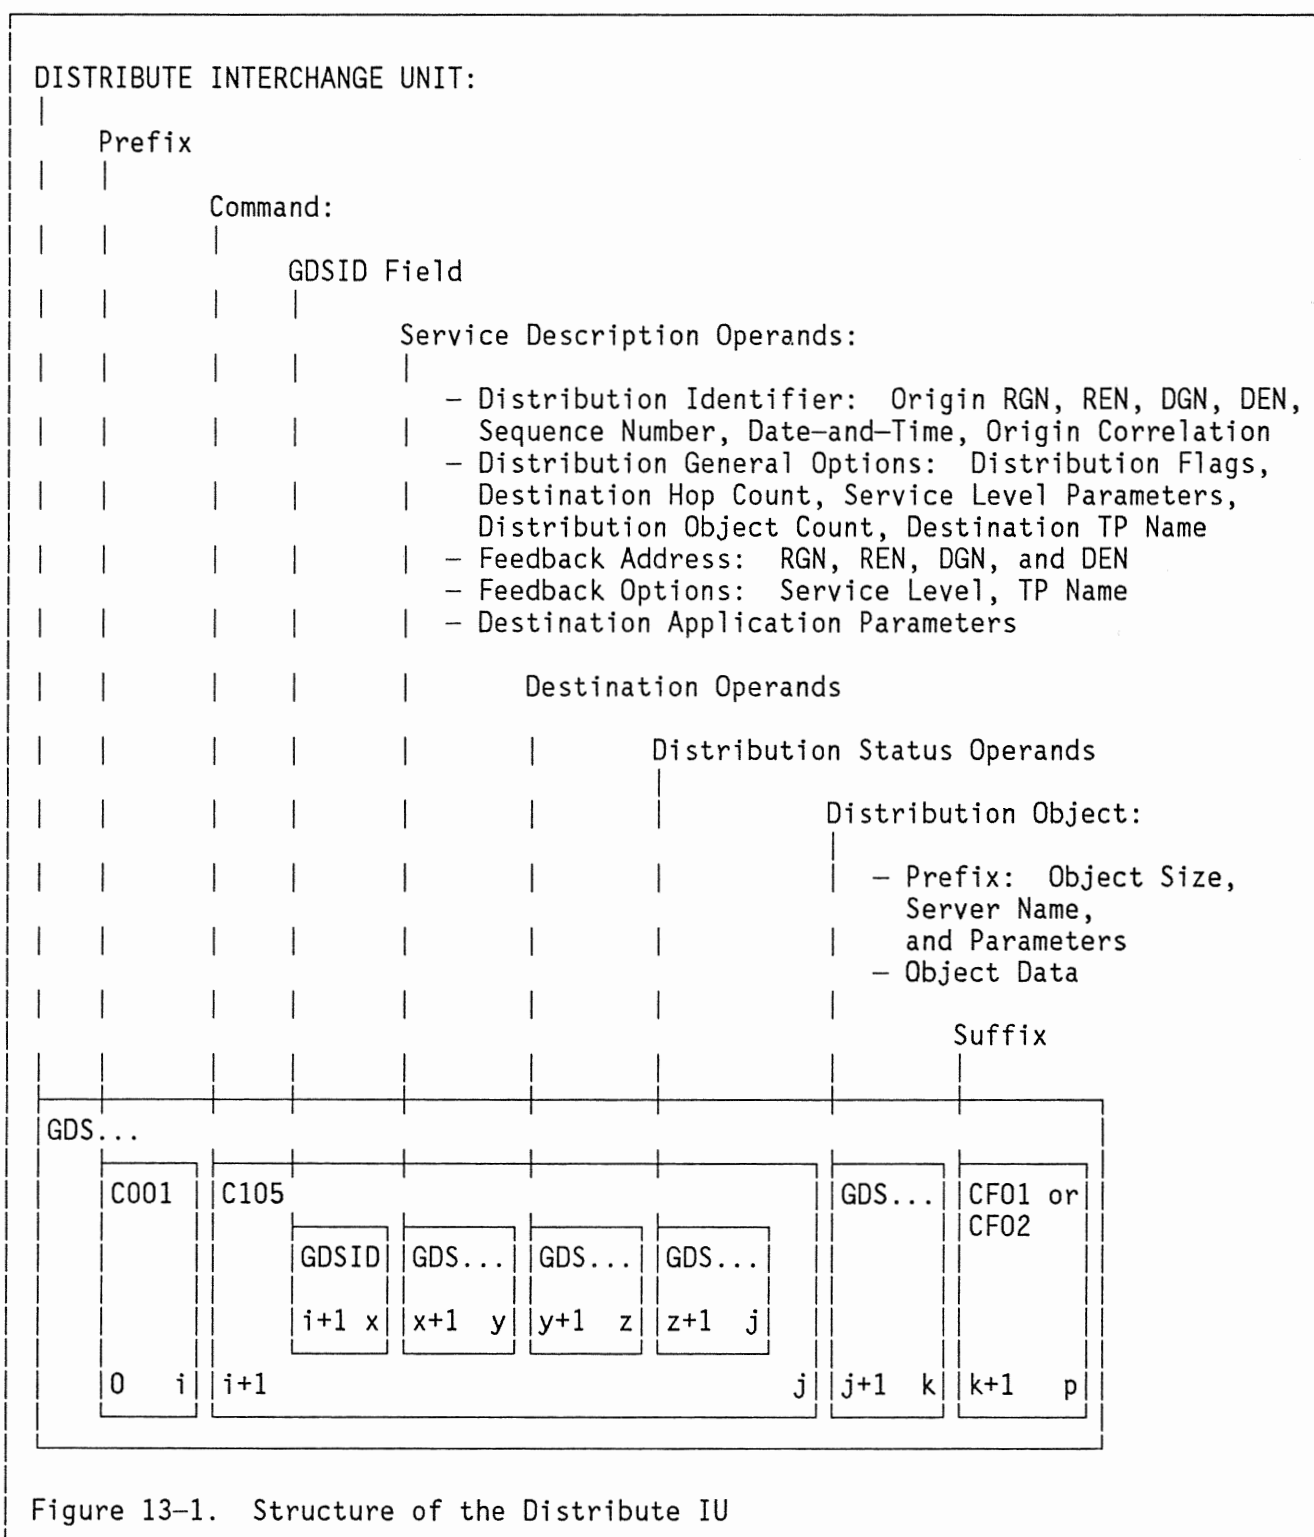 DISTRIBUTE INTERCHANGE UNIT:
Prefix
Command:
GDSID Field
Service Description Operands:
— Distribution Identifier: Origin RGN, REN, DGN, DEN,
Sequence Number, Date—and—Time, Origin Correlation
— Distribution General Options: Distribution Flags,
Destination Hop Count, Service Level Parameters,
Distribution Object Count, Destination TP Name
— Feedback Address: RGN, REN, DGN, and DEN
— Feedback Options: Service Level, TP Name
— Destination Application Parameters
Destination Operands
Distribution Status Operands
Distribution Object:
— Prefix: Object Size,
Server Name,
and Parameters
— Object Data
Suffix
GDS...
C001 C105 GDS... CF01 or
CF02
GDSID GDS... GDS... GDS...
i+1 x x+1 y y+1 z z+1 j
0 i i+1 j j+1 k k+1 p
Figure 13—1. Structure of the Distribute IU